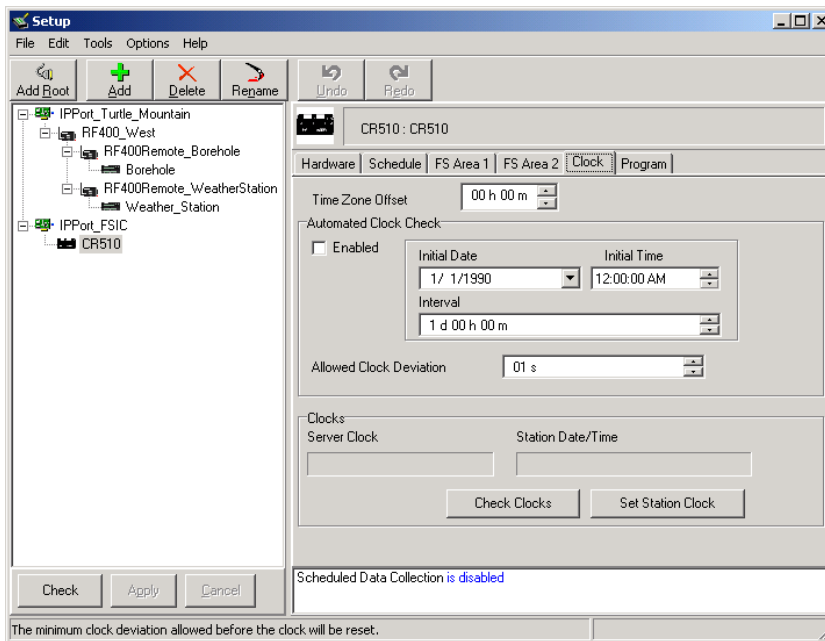 Setup
File Edit Tools Options Help
Add Root Add Delete Rename Undo Redo
IPPort_Turtle_Mountain
RF400_West
RF400Remote_Borehole
Borehole
RF400Remote_WeatherStation
Weather_Station
IPPort_FSIC
CR510
CR510 : CR510
Hardware Schedule FS Area 1 FS Area 2 Clock Program
Time Zone Offset 00 h 00 m
Automated Clock Check
Enabled
Initial Date Initial Time
1/ 1/1990 12:00:00 AM
Interval
1 d 00 h 00 m
Allowed Clock Deviation 01 s
Clocks
Server Clock Station Date/Time
Check Clocks Set Station Clock
Scheduled Data Collection is disabled
Check Apply Cancel
The minimum clock deviation allowed before the clock will be reset.